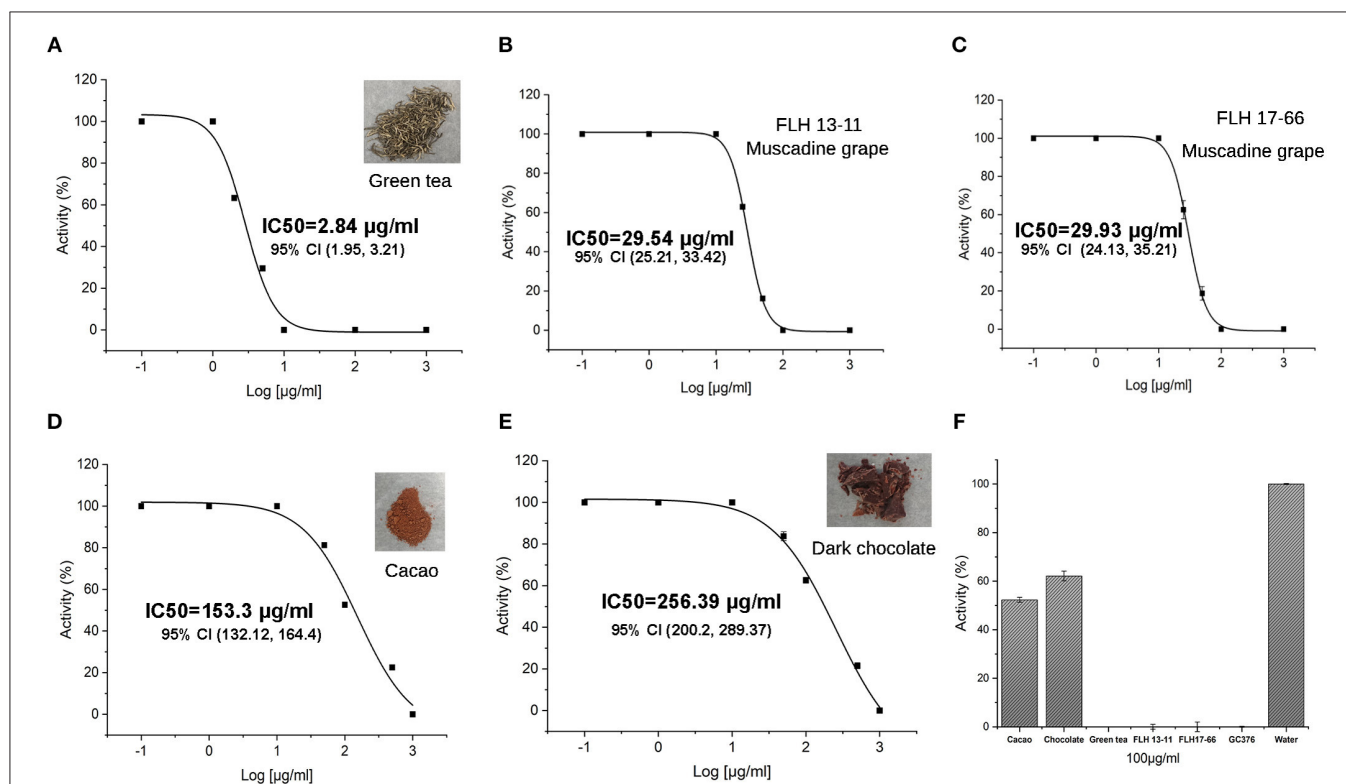 A
Activity (%)
120
100
80
60
40
20
0
-1 0 1 2 3
Log [µg/ml]
Green tea
IC50=2.84 µg/ml
95% CI (1.95, 3.21)
B
Activity (%)
120
100
80
60
40
20
0
-1 0 1 2 3
Log [µg/ml]
FLH 13-11
Muscadine grape
IC50=29.54 µg/ml
95% CI (25.21, 33.42)
C
Activity (%)
120
100
80
60
40
20
0
-1 0 1 2 3
Log [µg/ml]
FLH 17-66
Muscadine grape
IC50=29.93 µg/ml
95% CI (24.13, 35.21)
D
Activity (%)
120
100
80
60
40
20
0
-1 0 1 2 3
Log [µg/ml]
Cacao
IC50=153.3 µg/ml
95% CI (132.12, 164.4)
E
Activity (%)
120
100
80
60
40
20
0
-1 0 1 2 3
Log [µg/ml]
Dark chocolate
IC50=256.39 µg/ml
95% CI (200.2, 289.37)
F
Activity (%)
100
80
60
40
20
0
Cacao Chocolate Green tea FLH 13-11 FLH17-66 GC376 Water
100µg/ml